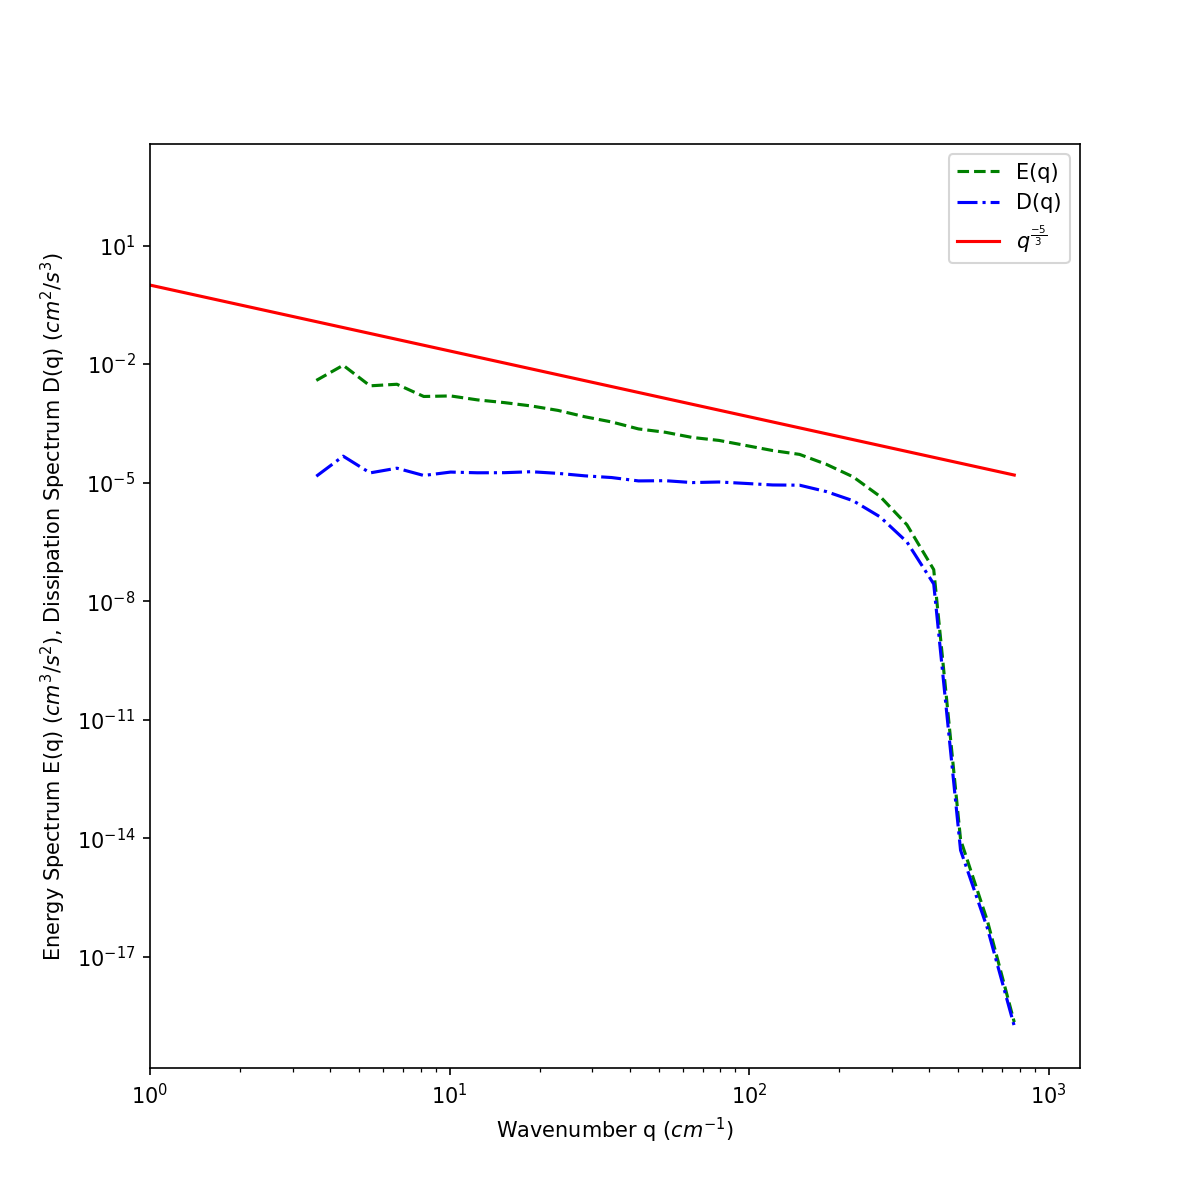 E(q)
D(q)
q^{\frac{-5}{3}}
10^1
10^{-2}
10^{-5}
10^{-8}
10^{-11}
10^{-14}
10^{-17}
Energy Spectrum E(q) (cm^3/s^2), Dissipation Spectrum D(q) (cm^2/s^3)
10^0 10^1 10^2 10^3
Wavenumber q (cm^{-1})